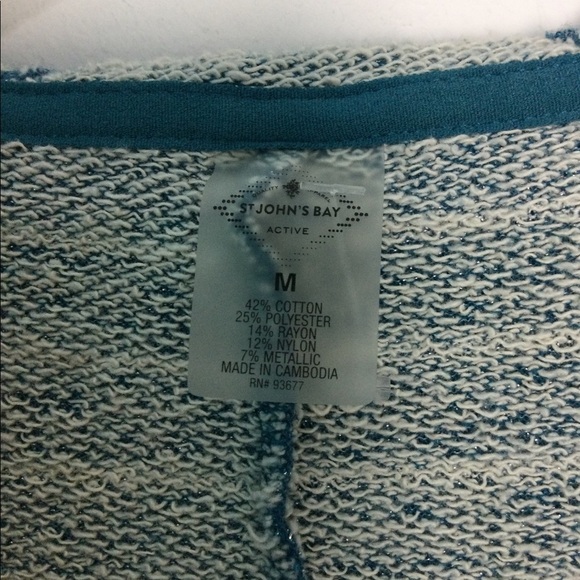 ST JOHN'S BAY
ACTIVE
M
42% COTTON
25% POLYESTER
14% RAYON
12% NYLON
7% METALLIC
MADE IN CAMBODIA
RN# 93677